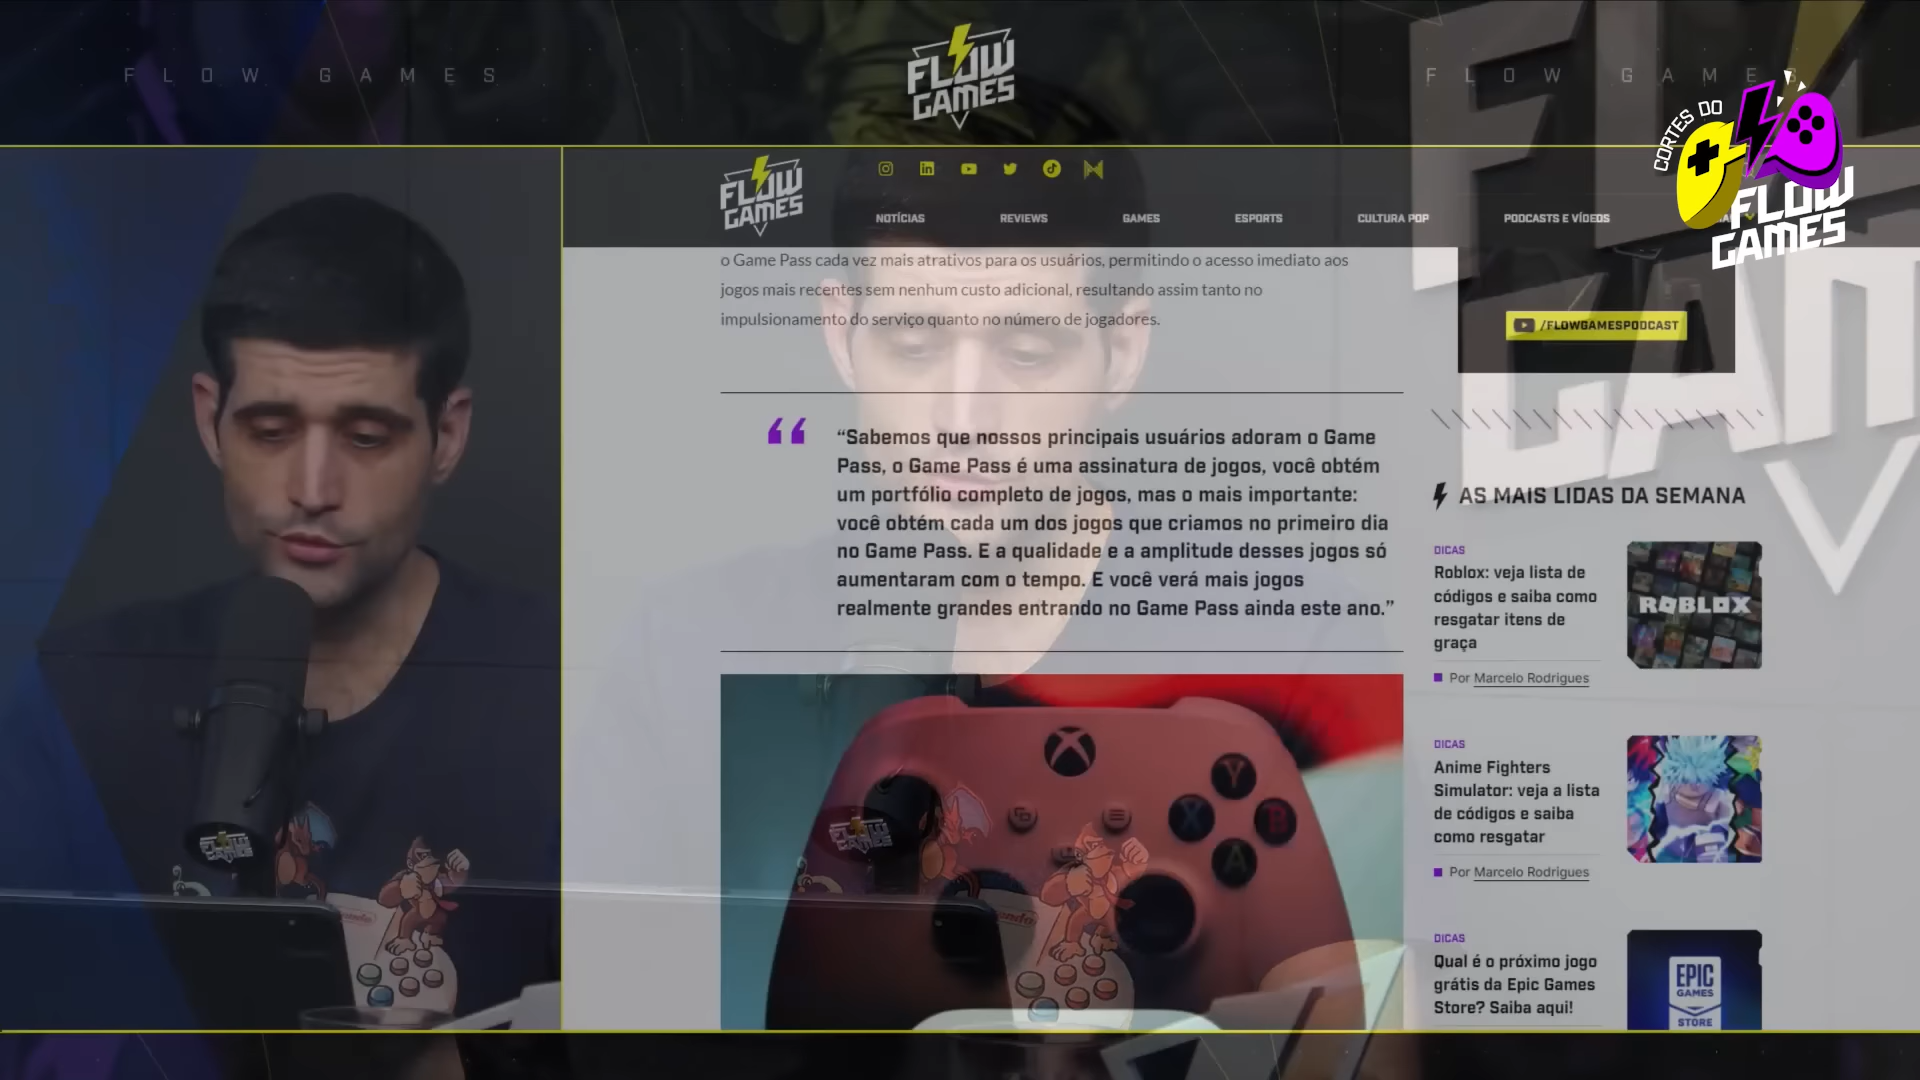 FLOW GAMES
FLOW
GAMES
FLOW GAMES
CORTES DO
FLOW
GAMES
FLOW
GAMES
NOTÍCIAS
REVIEWS
GAMES
ESPORTS
CULTURA POP
PODCASTS E VÍDEOS
o Game Pass cada vez mais atrativos para os usuários, permitindo o acesso imediato aos
jogos mais recentes sem nenhum custo adicional, resultando assim tanto no
impulsionamento do serviço quanto no número de jogadores.
/FLOWGAMESPODCAST
“Sabemos que nossos principais usuários adoram o Game
Pass, o Game Pass é uma assinatura de jogos, você obtém
um portfólio completo de jogos, mas o mais importante:
você obtém cada um dos jogos que criamos no primeiro dia
no Game Pass. E a qualidade e a amplitude desses jogos só
aumentaram com o tempo. E você verá mais jogos
realmente grandes entrando no Game Pass ainda este ano.”
AS MAIS LIDAS DA SEMANA
DICAS
Roblox: veja lista de
códigos e saiba como
resgatar itens de
graça
Por Marcelo Rodrigues
ROBLOX
DICAS
Anime Fighters
Simulator: veja a lista
de códigos e saiba
como resgatar
Por Marcelo Rodrigues
DICAS
Qual é o próximo jogo
grátis da Epic Games
Store? Saiba aqui!
EPIC
GAMES
STORE
Y
X
B
A
FLOW
GAMES
FLOW
GAMES